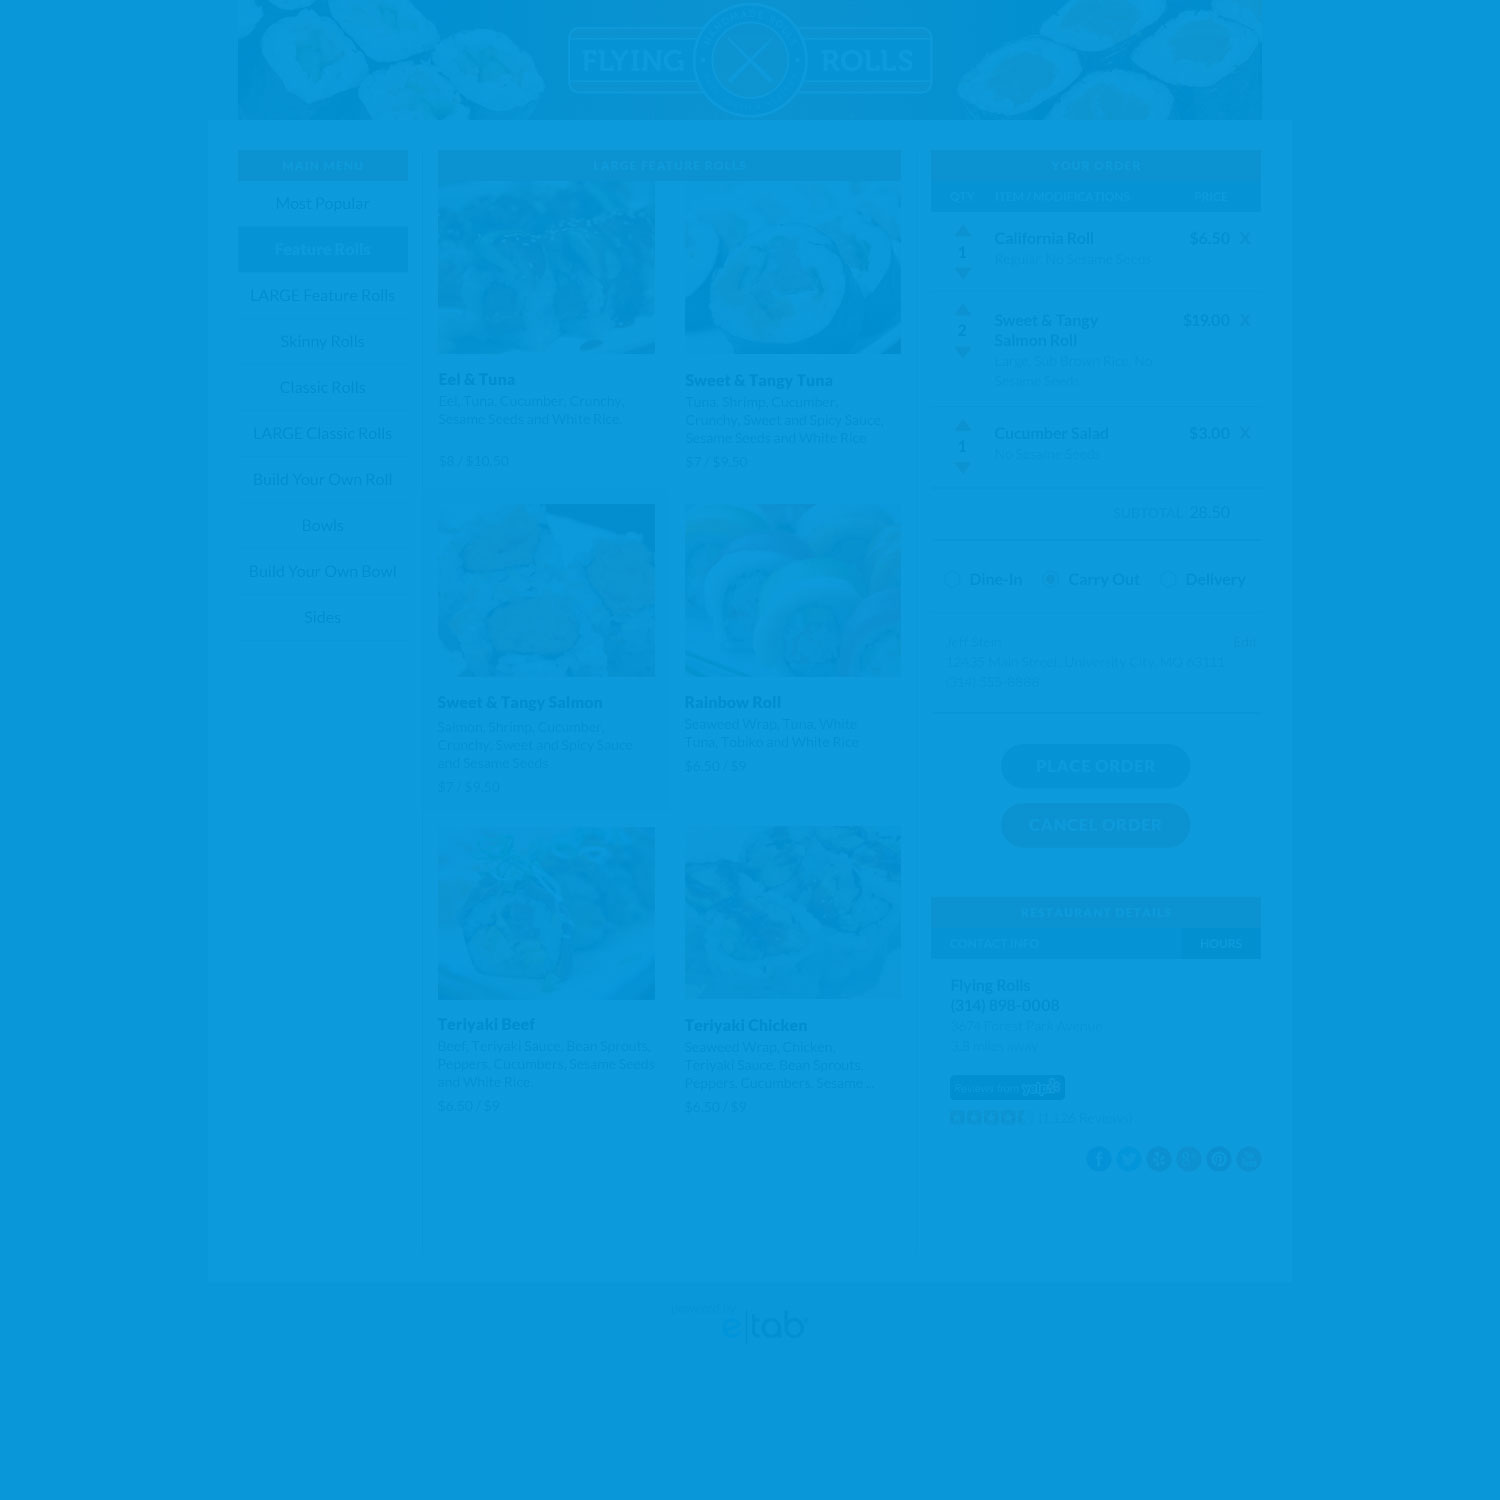 FLYING ROLLS
MAIN MENU
Most Popular
Feature Rolls
LARGE Feature Rolls
Skinny Rolls
Classic Rolls
LARGE Classic Rolls
Build Your Own Roll
Bowls
Build Your Own Bowl
Sides
LARGE FEATURE ROLLS
Eel & Tuna
Eel, Tuna, Cucumber, Crunchy,
Sesame Seeds and White Rice.
$8 / $10.50
Sweet & Tangy Tuna
Tuna, Shrimp, Cucumber,
Crunchy, Sweet and Spicy Sauce,
Sesame Seeds and White Rice
$7 / $9.50
Sweet & Tangy Salmon
Salmon, Shrimp, Cucumber,
Crunchy, Sweet and Spicy Sauce
and Sesame Seeds
$7 / $9.50
Rainbow Roll
Seaweed Wrap, Tuna, White
Tuna, Tobiko and White Rice
$6.50 / $9
Teriyaki Beef
Beef, Teriyaki Sauce, Bean Sprouts,
Peppers, Cucumbers, Sesame Seeds
and White Rice.
$6.50 / $9
Teriyaki Chicken
Seaweed Wrap, Chicken,
Teriyaki Sauce, Bean Sprouts,
Peppers, Cucumbers, Sesame ...
$6.50 / $9
YOUR ORDER
QTY ITEM / MODIFICATIONS PRICE
1 California Roll $6.50 X
Regular, No Sesame Seeds
2 Sweet & Tangy $19.00 X
Salmon Roll
Large, Sub Brown Rice, No
Sesame Seeds
1 Cucumber Salad $3.00 X
No Sesame Seeds
SUBTOTAL 28.50
Dine-In Carry Out Delivery
Jeff Stein Edit
12435 Main Street, University City, MO 63111
(314) 555-8888
PLACE ORDER
CANCEL ORDER
RESTAURANT DETAILS
CONTACT INFO HOURS
Flying Rolls
(314) 898-0008
3674 Forest Park Avenue
3.8 miles away
Reviews from yelp
(1,126 Reviews)
powered by
e|tab